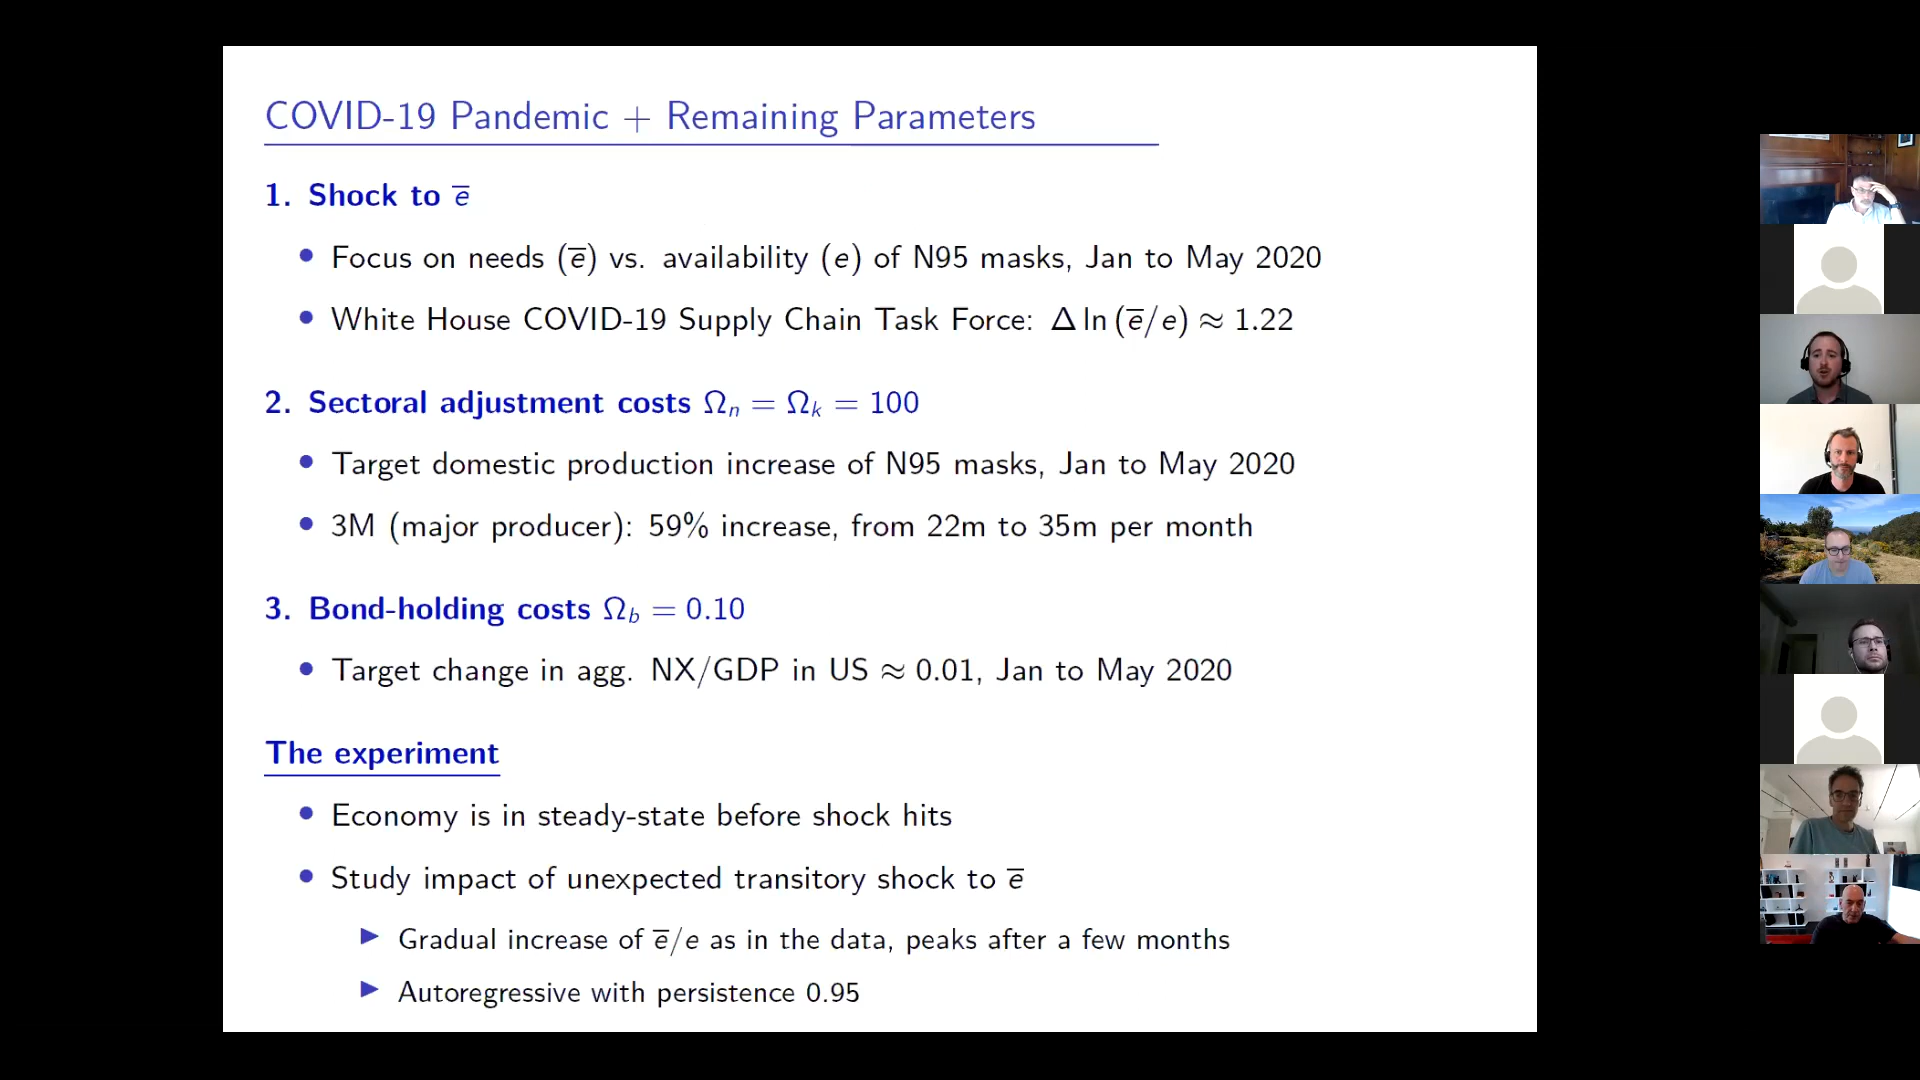 COVID-19 Pandemic + Remaining Parameters
1. Shock to e̅
• Focus on needs (e̅) vs. availability (e) of N95 masks, Jan to May 2020
• White House COVID-19 Supply Chain Task Force: Δ ln (e̅/e) ≈ 1.22
2. Sectoral adjustment costs Ωₙ = Ωₖ = 100
• Target domestic production increase of N95 masks, Jan to May 2020
• 3M (major producer): 59% increase, from 22m to 35m per month
3. Bond-holding costs Ω_b = 0.10
• Target change in agg. NX/GDP in US ≈ 0.01, Jan to May 2020
The experiment
• Economy is in steady-state before shock hits
• Study impact of unexpected transitory shock to e̅
▶ Gradual increase of e̅/e as in the data, peaks after a few months
▶ Autoregressive with persistence 0.95